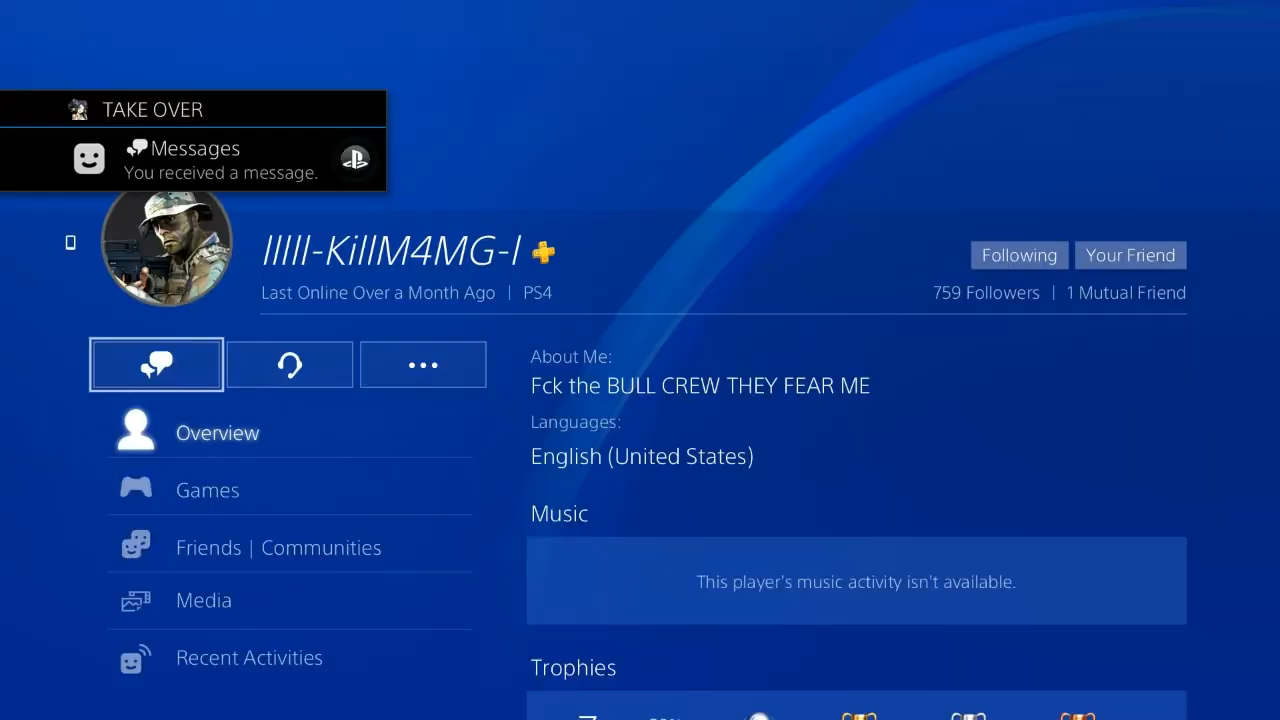 TAKE OVER
Messages
You received a message.
lllll-KillM4MG-l
Last Online Over a Month Ago | PS4
Following
Your Friend
759 Followers | 1 Mutual Friend
Overview
Games
Friends | Communities
Media
Recent Activities
About Me:
Fck the BULL CREW THEY FEAR ME
Languages:
English (United States)
Music
This player's music activity isn't available.
Trophies